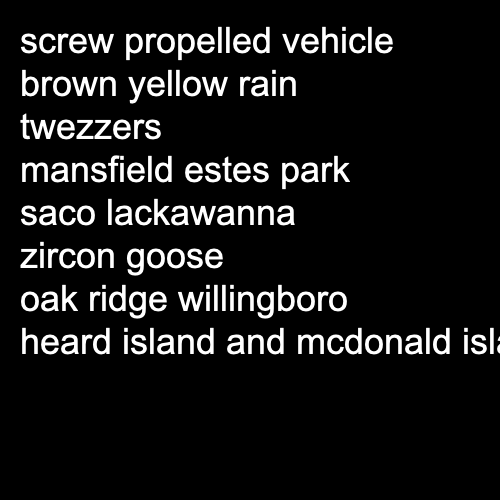 screw propelled vehicle
brown yellow rain
twezzers
mansfield estes park
saco lackawanna
zircon goose
oak ridge willingboro
heard island and mcdonald